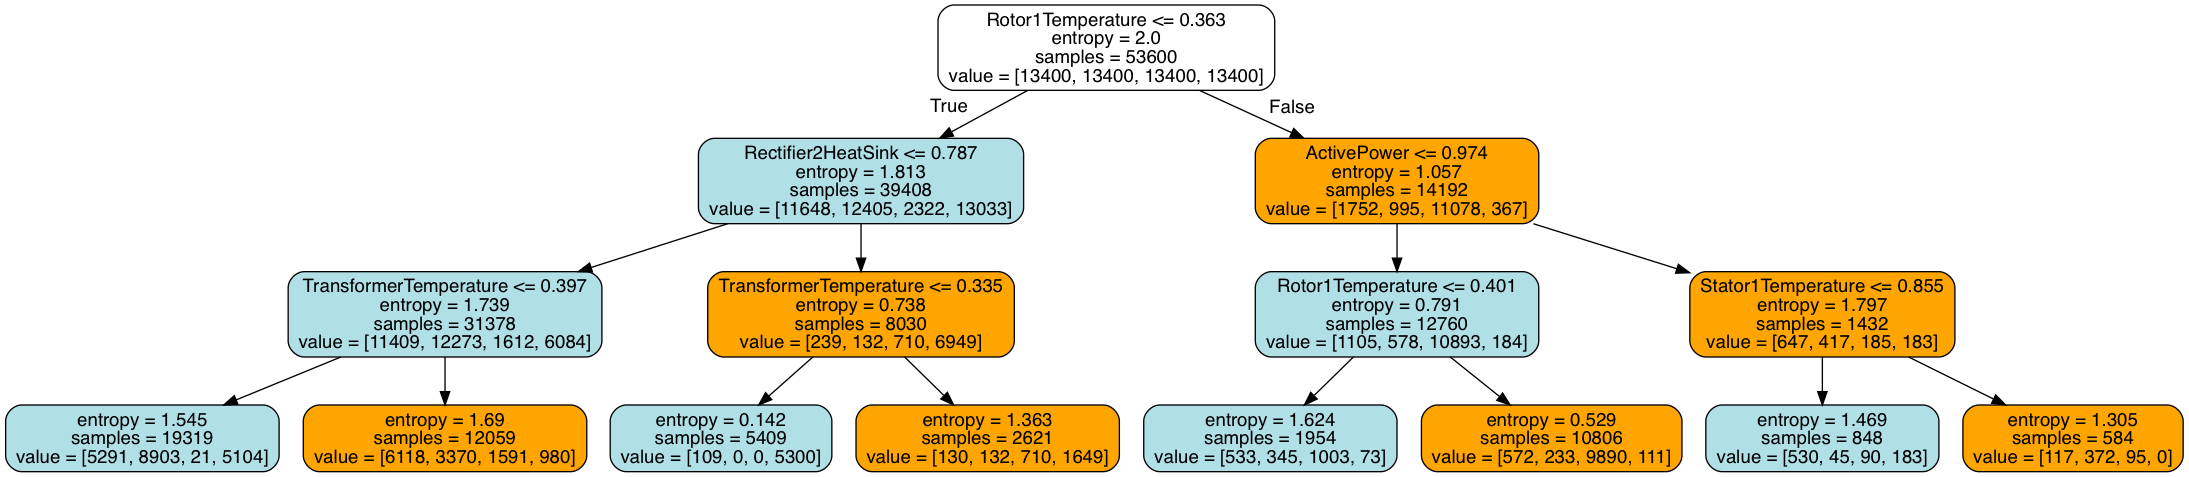 Rotor1Temperature <= 0.363
entropy = 2.0
samples = 53600
value = [13400, 13400, 13400, 13400]
True
False
Rectifier2HeatSink <= 0.787
entropy = 1.813
samples = 39408
value = [11648, 12405, 2322, 13033]
ActivePower <= 0.974
entropy = 1.057
samples = 14192
value = [1752, 995, 11078, 367]
TransformerTemperature <= 0.397
entropy = 1.739
samples = 31378
value = [11409, 12273, 1612, 6084]
TransformerTemperature <= 0.335
entropy = 0.738
samples = 8030
value = [239, 132, 710, 6949]
Rotor1Temperature <= 0.401
entropy = 0.791
samples = 12760
value = [1105, 578, 10893, 184]
Stator1Temperature <= 0.855
entropy = 1.797
samples = 1432
value = [647, 417, 185, 183]
entropy = 1.545
samples = 19319
value = [5291, 8903, 21, 5104]
entropy = 1.69
samples = 12059
value = [6118, 3370, 1591, 980]
entropy = 0.142
samples = 5409
value = [109, 0, 0, 5300]
entropy = 1.363
samples = 2621
value = [130, 132, 710, 1649]
entropy = 1.624
samples = 1954
value = [533, 345, 1003, 73]
entropy = 0.529
samples = 10806
value = [572, 233, 9890, 111]
entropy = 1.469
samples = 848
value = [530, 45, 90, 183]
entropy = 1.305
samples = 584
value = [117, 372, 95, 0]